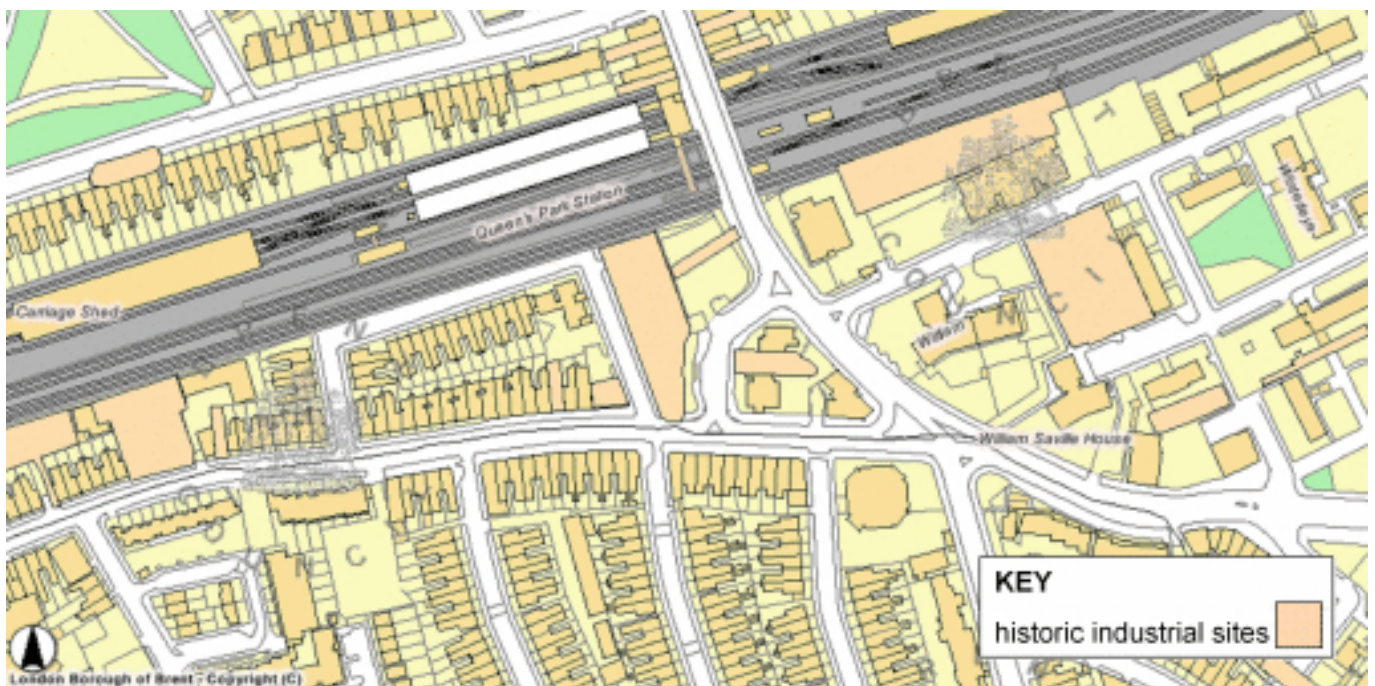 Queen's Park Station
Carriage Shed
William Saville House
KEY
historic industrial sites
London Borough of Brent - Copyright (C)